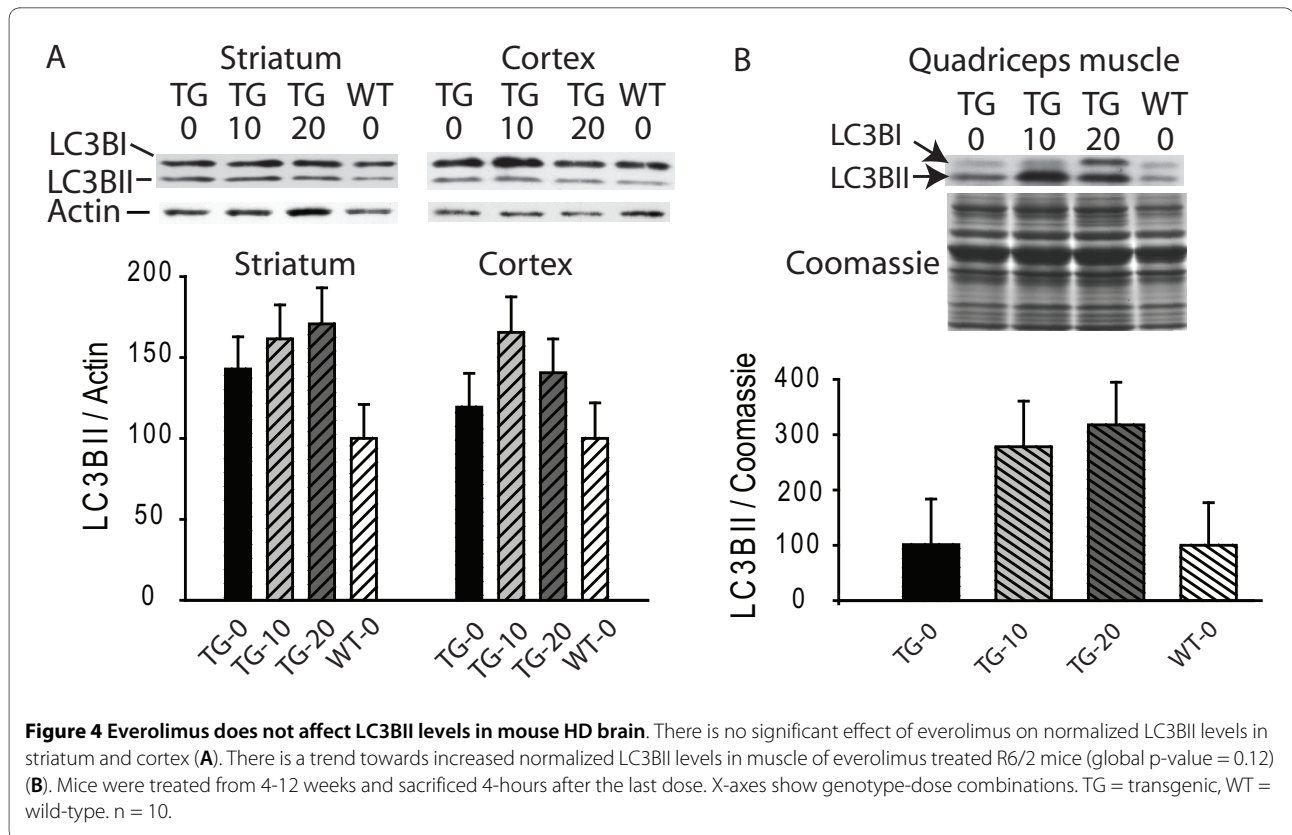 A
Striatum Cortex
TG TG TG WT TG TG TG WT
0 10 20 0 0 10 20 0
LC3BI
LC3BII
Actin
Striatum Cortex
LC3BII / Actin
200
150
100
50
0
TG-0 TG-10 TG-20 WT-0 TG-0 TG-10 TG-20 WT-0
B
Quadriceps muscle
TG TG TG WT
0 10 20 0
LC3BI
LC3BII
Coomassie
LC3BII / Coomassie
400
300
200
100
0
TG-0 TG-10 TG-20 WT-0
Figure 4 Everolimus does not affect LC3BII levels in mouse HD brain. There is no significant effect of everolimus on normalized LC3BII levels in
striatum and cortex (A). There is a trend towards increased normalized LC3BII levels in muscle of everolimus treated R6/2 mice (global p-value = 0.12)
(B). Mice were treated from 4-12 weeks and sacrificed 4-hours after the last dose. X-axes show genotype-dose combinations. TG = transgenic, WT =
wild-type. n = 10.